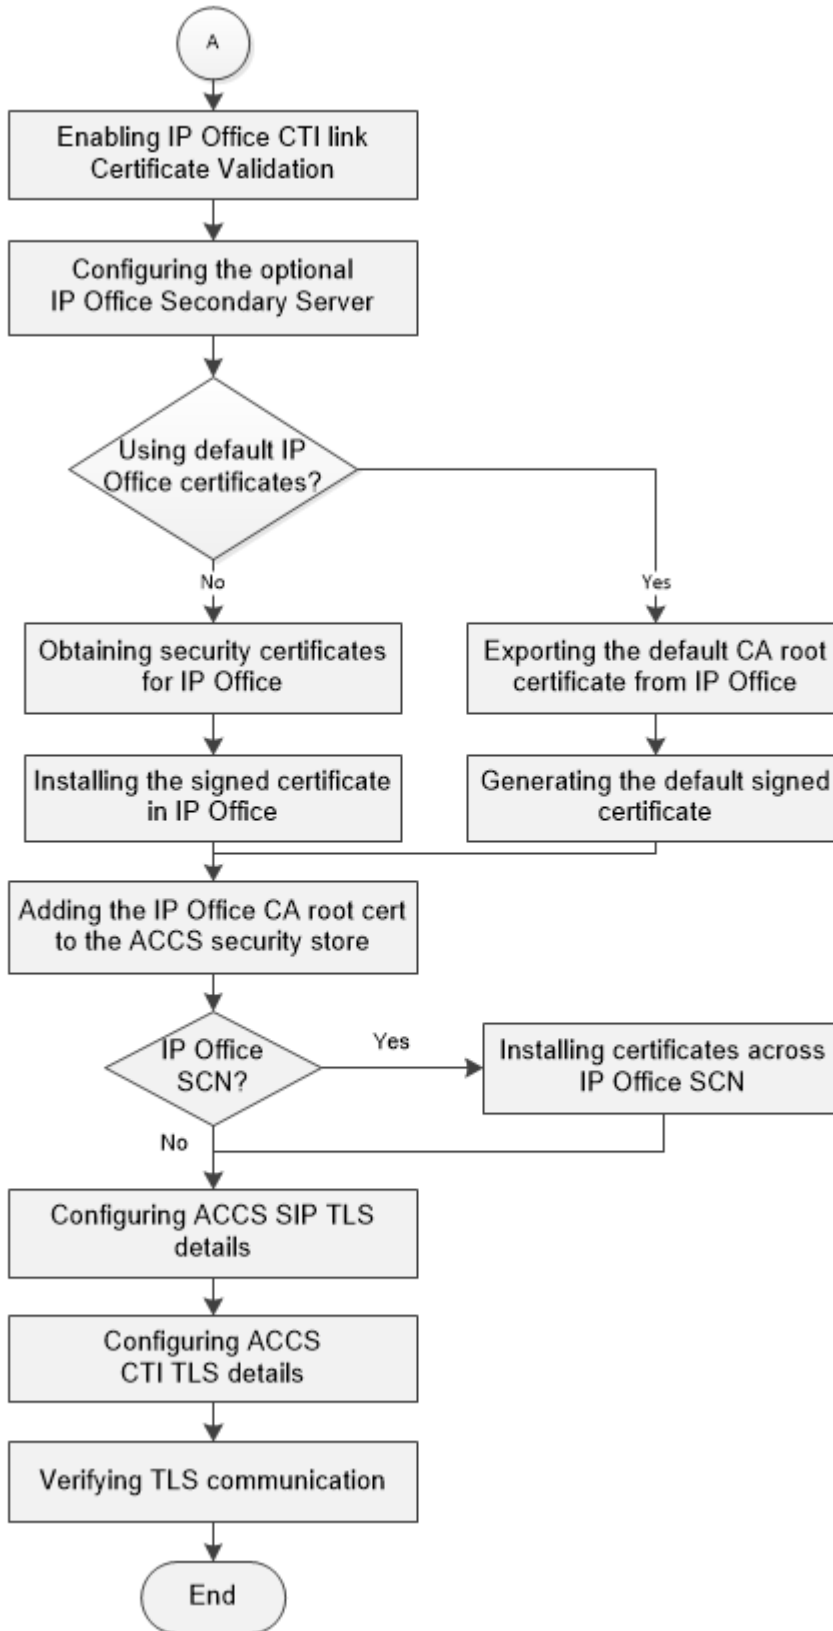 A
Enabling IP Office CTI link
Certificate Validation
Configuring the optional
IP Office Secondary Server
Using default IP
Office certificates?
No
Yes
Obtaining security certificates
for IP Office
Exporting the default CA root
certificate from IP Office
Installing the signed certificate
in IP Office
Generating the default signed
certificate
Adding the IP Office CA root cert
to the ACCS security store
IP Office
SCN?
Yes
Installing certificates across
IP Office SCN
No
Configuring ACCS SIP TLS
details
Configuring ACCS
CTI TLS details
Verifying TLS communication
End